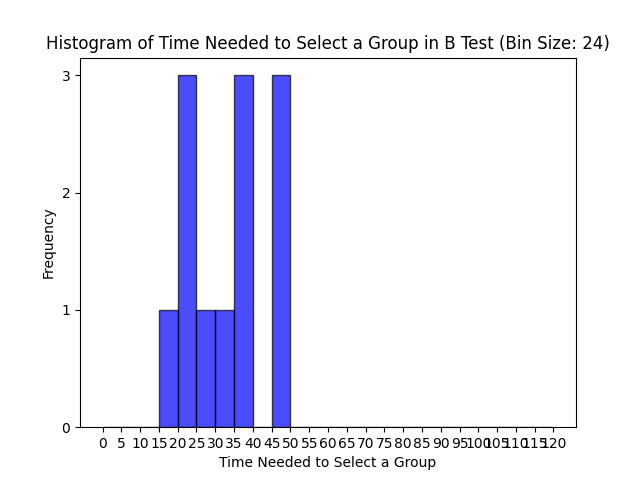 Histogram of Time Needed to Select a Group in B Test (Bin Size: 24)
3
2
1
0
Frequency
0 5 10 15 20 25 30 35 40 45 50 55 60 65 70 75 80 85 90 95 100 105 110 115 120
Time Needed to Select a Group